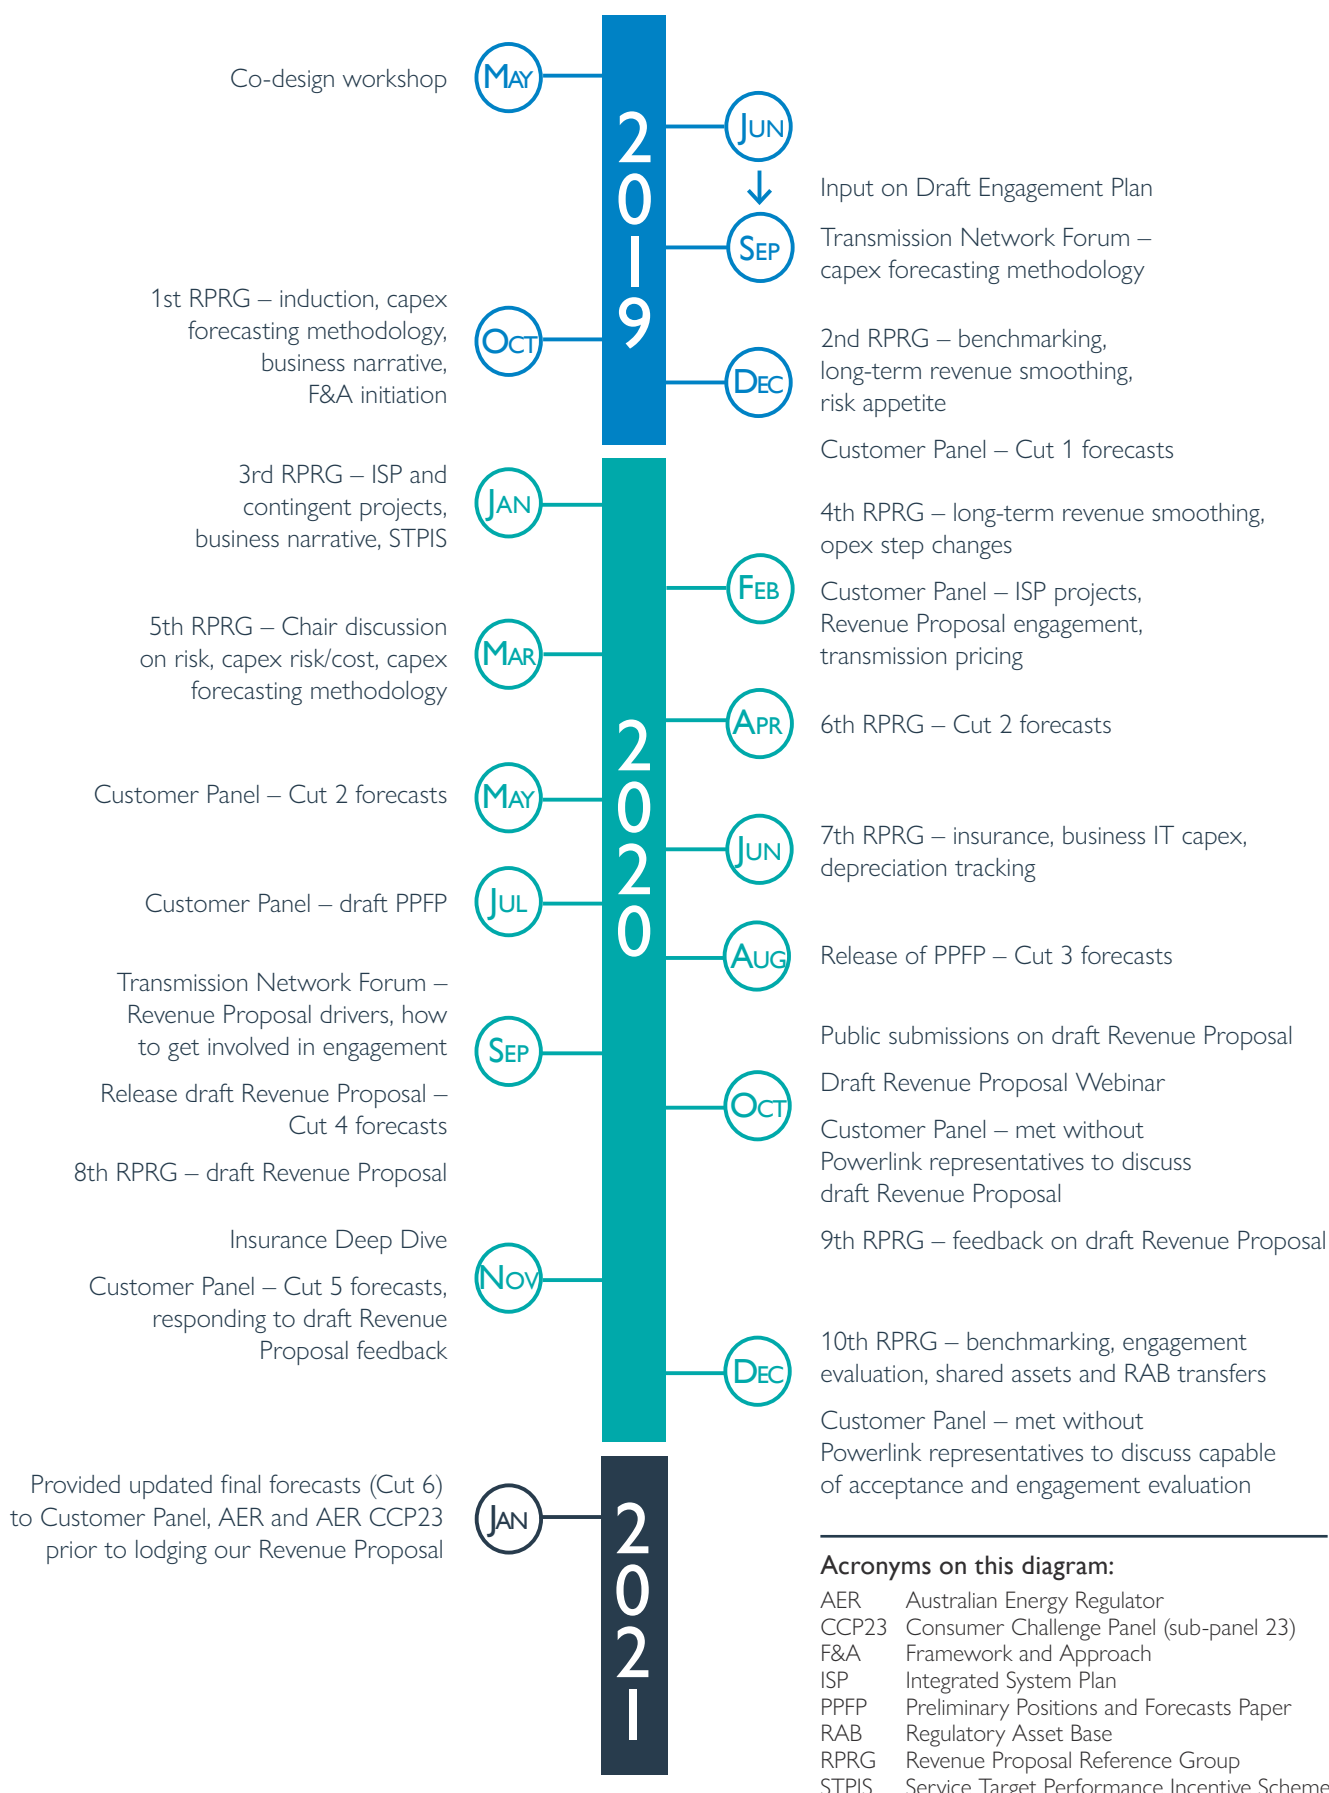 Co-design workshop
MAY
2019
JUN
Input on Draft Engagement Plan
SEP
Transmission Network Forum –
capex forecasting methodology
1st RPRG – induction, capex
forecasting methodology,
business narrative,
F&A initiation
OCT
DEC
2nd RPRG – benchmarking,
long-term revenue smoothing,
risk appetite
Customer Panel – Cut 1 forecasts
3rd RPRG – ISP and
contingent projects,
business narrative, STPIS
JAN
2020
FEB
4th RPRG – long-term revenue smoothing,
opex step changes
Customer Panel – ISP projects,
Revenue Proposal engagement,
transmission pricing
5th RPRG – Chair discussion
on risk, capex risk/cost, capex
forecasting methodology
MAR
APR
6th RPRG – Cut 2 forecasts
Customer Panel – Cut 2 forecasts
MAY
JUN
7th RPRG – insurance, business IT capex,
depreciation tracking
Customer Panel – draft PPFP
JUL
AUG
Release of PPFP – Cut 3 forecasts
Transmission Network Forum –
Revenue Proposal drivers, how
to get involved in engagement
Release draft Revenue Proposal –
Cut 4 forecasts
8th RPRG – draft Revenue Proposal
SEP
OCT
Public submissions on draft Revenue Proposal
Draft Revenue Proposal Webinar
Customer Panel – met without
Powerlink representatives to discuss
draft Revenue Proposal
9th RPRG – feedback on draft Revenue Proposal
Insurance Deep Dive
Customer Panel – Cut 5 forecasts,
responding to draft Revenue
Proposal feedback
NOV
DEC
10th RPRG – benchmarking, engagement
evaluation, shared assets and RAB transfers
Customer Panel – met without
Powerlink representatives to discuss capable
of acceptance and engagement evaluation
Provided updated final forecasts (Cut 6)
to Customer Panel, AER and AER CCP23
prior to lodging our Revenue Proposal
JAN
2021
Acronyms on this diagram:
AER Australian Energy Regulator
CCP23 Consumer Challenge Panel (sub-panel 23)
F&A Framework and Approach
ISP Integrated System Plan
PPFP Preliminary Positions and Forecasts Paper
RAB Regulatory Asset Base
RPRG Revenue Proposal Reference Group
STPIS Service Target Performance Incentive Scheme